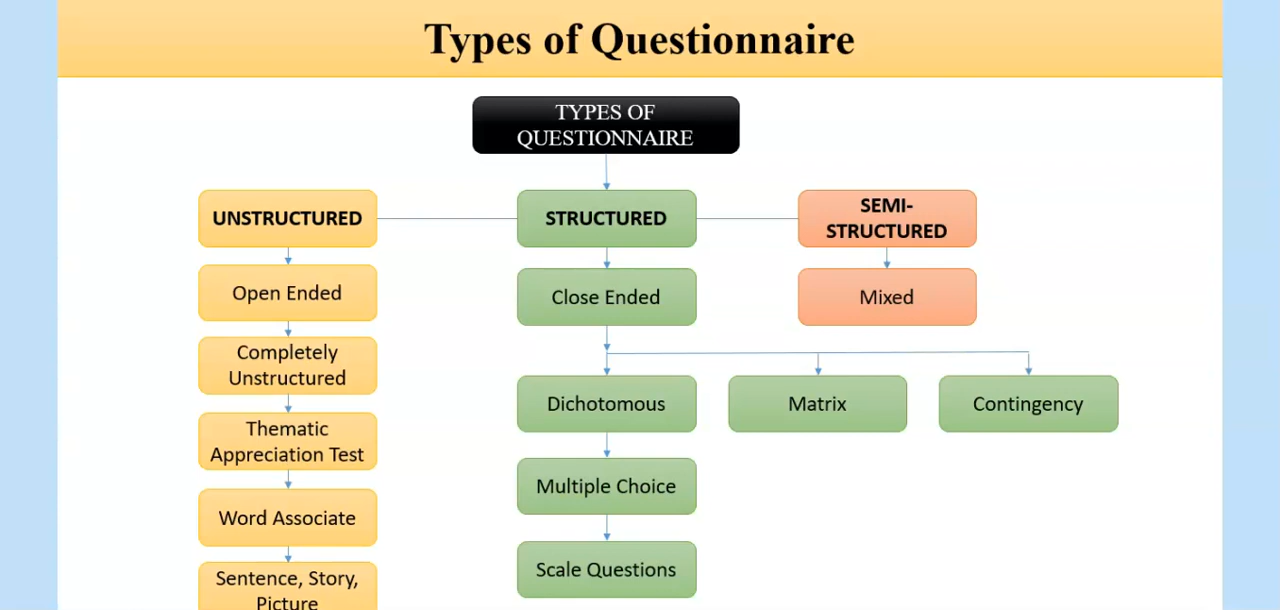 Types of Questionnaire
TYPES OF
QUESTIONNAIRE
UNSTRUCTURED
STRUCTURED
SEMI-
STRUCTURED
Open Ended
Close Ended
Mixed
Completely
Unstructured
Dichotomous
Matrix
Contingency
Thematic
Appreciation Test
Multiple Choice
Word Associate
Scale Questions
Sentence, Story,
Picture